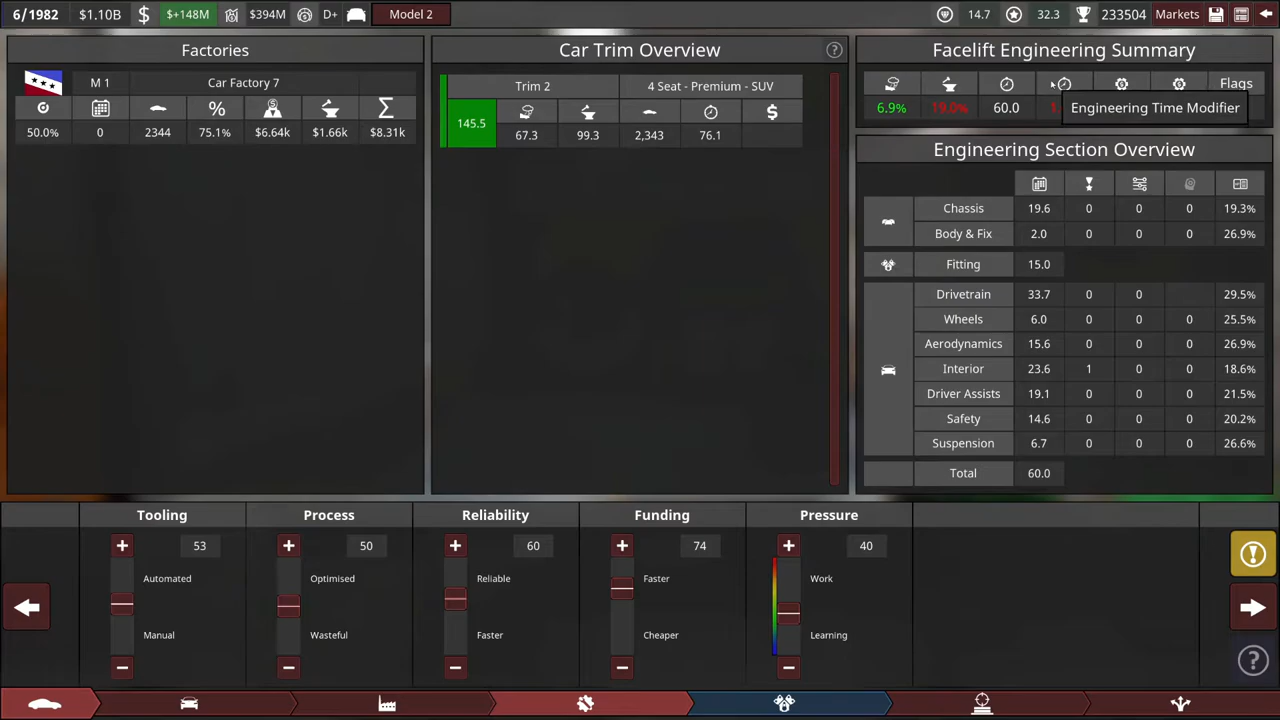 6/1982 $1.10B $+148M $394M D+ Model 2 14.7 32.3 233504 Markets
Factories
M 1 Car Factory 7
50.0% 0 2344 75.1% $6.64k $1.66k $8.31k
Car Trim Overview
Trim 2 4 Seat - Premium - SUV
145.5
67.3 99.3 2,343 76.1
Facelift Engineering Summary
Flags
6.9% 19.0% 60.0
Engineering Time Modifier
Engineering Section Overview
Chassis 19.6 0 0 0 19.3%
Body & Fix 2.0 0 0 0 26.9%
Fitting 15.0
Drivetrain 33.7 0 0 29.5%
Wheels 6.0 0 0 0 25.5%
Aerodynamics 15.6 0 0 0 26.9%
Interior 23.6 1 0 0 18.6%
Driver Assists 19.1 0 0 0 21.5%
Safety 14.6 0 0 0 20.2%
Suspension 6.7 0 0 0 26.6%
Total 60.0
Tooling
53
Automated
Manual
Process
50
Optimised
Wasteful
Reliability
60
Reliable
Faster
Funding
74
Faster
Cheaper
Pressure
40
Work
Learning